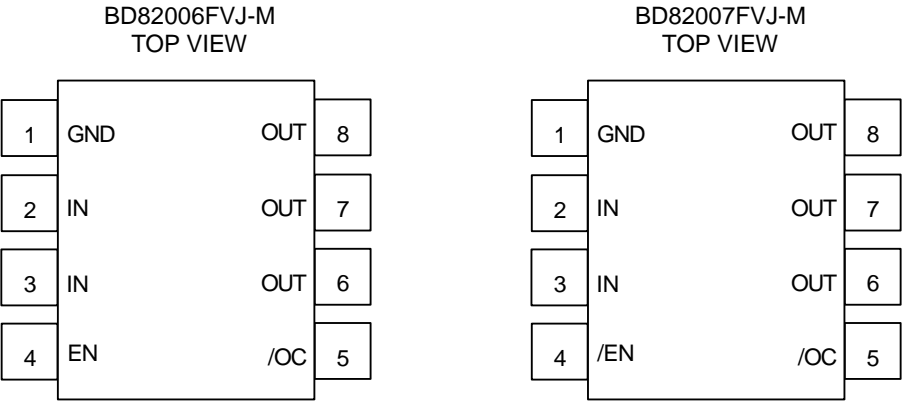 BD82006FVJ-M
TOP VIEW
1 GND OUT 8
2 IN OUT 7
3 IN OUT 6
4 EN /OC 5
BD82007FVJ-M
TOP VIEW
1 GND OUT 8
2 IN OUT 7
3 IN OUT 6
4 /EN /OC 5